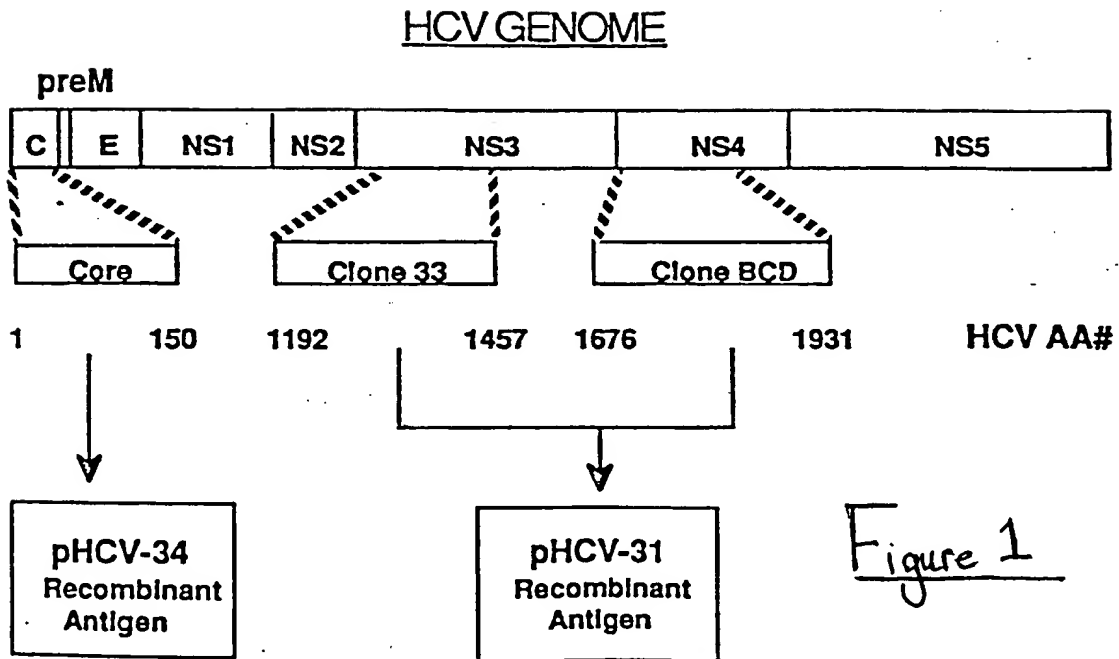 HCV GENOME
preM
C E NS1 NS2 NS3 NS4 NS5
Core Clone 33 Clone BCD
1 150 1192 1457 1676 1931 HCV AA#
pHCV-34
Recombinant
Antigen
pHCV-31
Recombinant
Antigen
Figure 1